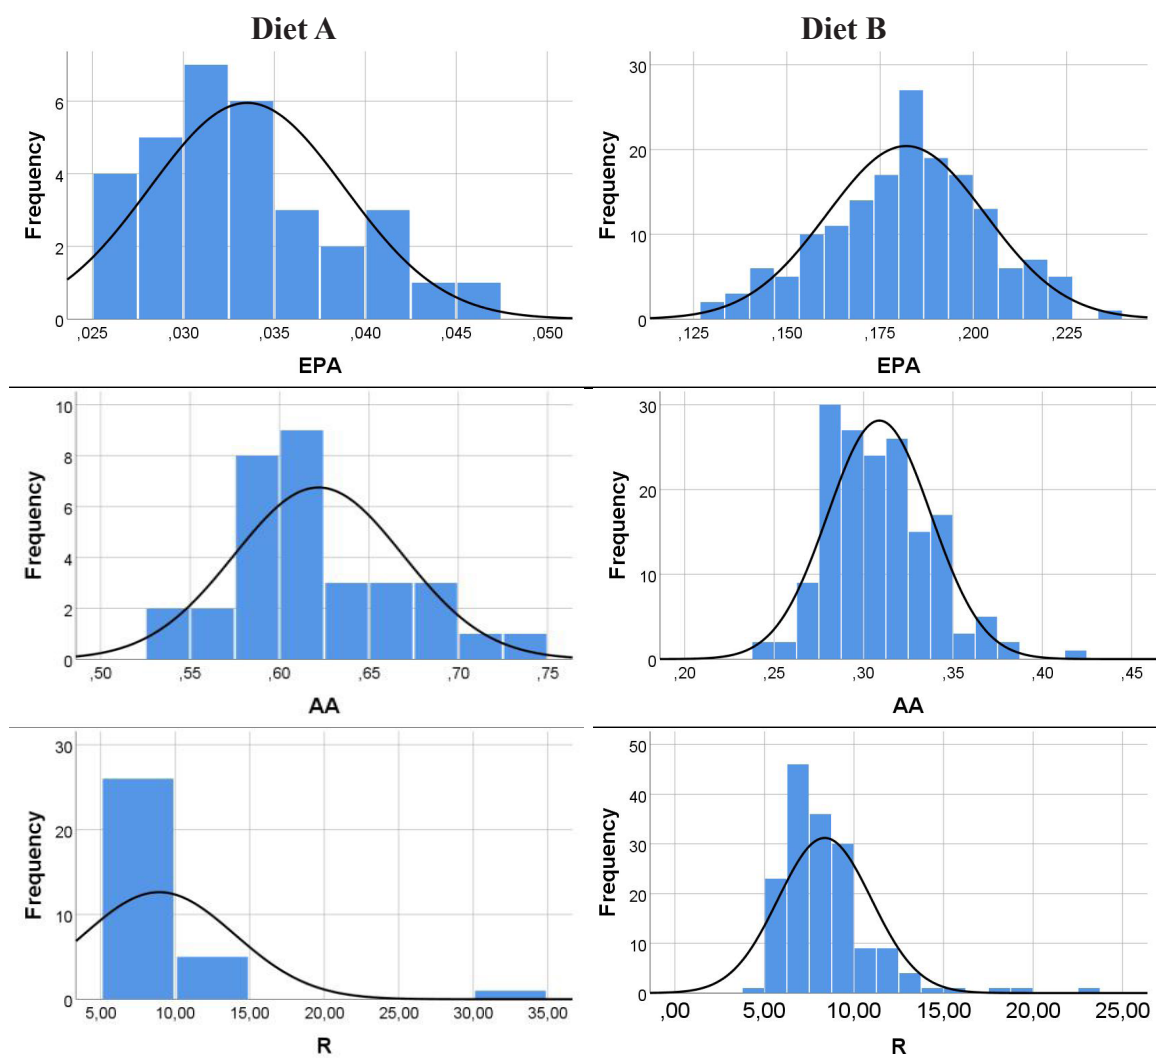 Diet A
Diet B
Frequency
6
4
2
0
,025 ,030 ,035 ,040 ,045 ,050
EPA
Frequency
30
20
10
0
,125 ,150 ,175 ,200 ,225
EPA
Frequency
10
8
6
4
2
0
,50 ,55 ,60 ,65 ,70 ,75
AA
Frequency
30
20
10
0
,20 ,25 ,30 ,35 ,40 ,45
AA
Frequency
30
20
10
0
5,00 10,00 15,00 20,00 25,00 30,00 35,00
R
Frequency
50
40
30
20
10
0
,00 5,00 10,00 15,00 20,00 25,00
R